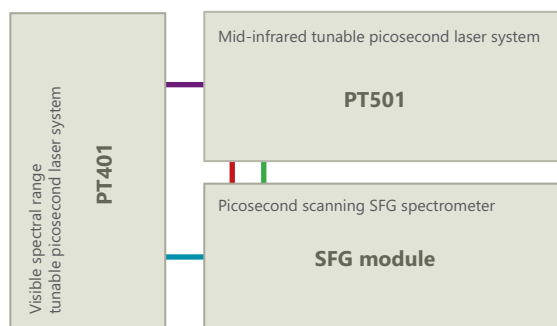 Visible spectral range
tunable picosecond laser system
PT401
Mid-infrared tunable picosecond laser system
PT501
Picosecond scanning SFG spectrometer
SFG module